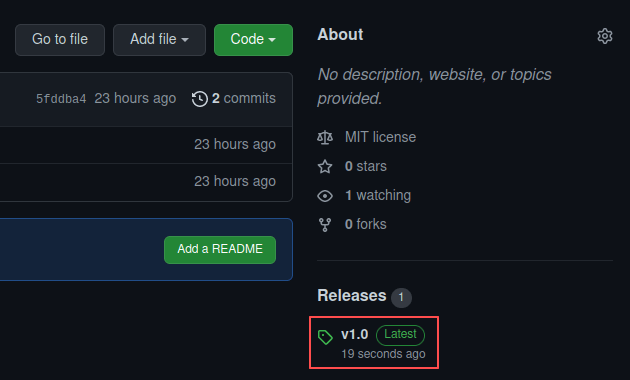 Go to file Add file Code
5fddba4 23 hours ago 2 commits
23 hours ago
23 hours ago
Add a README
About
No description, website, or topics
provided.
MIT license
0 stars
1 watching
0 forks
Releases 1
v1.0 Latest
19 seconds ago